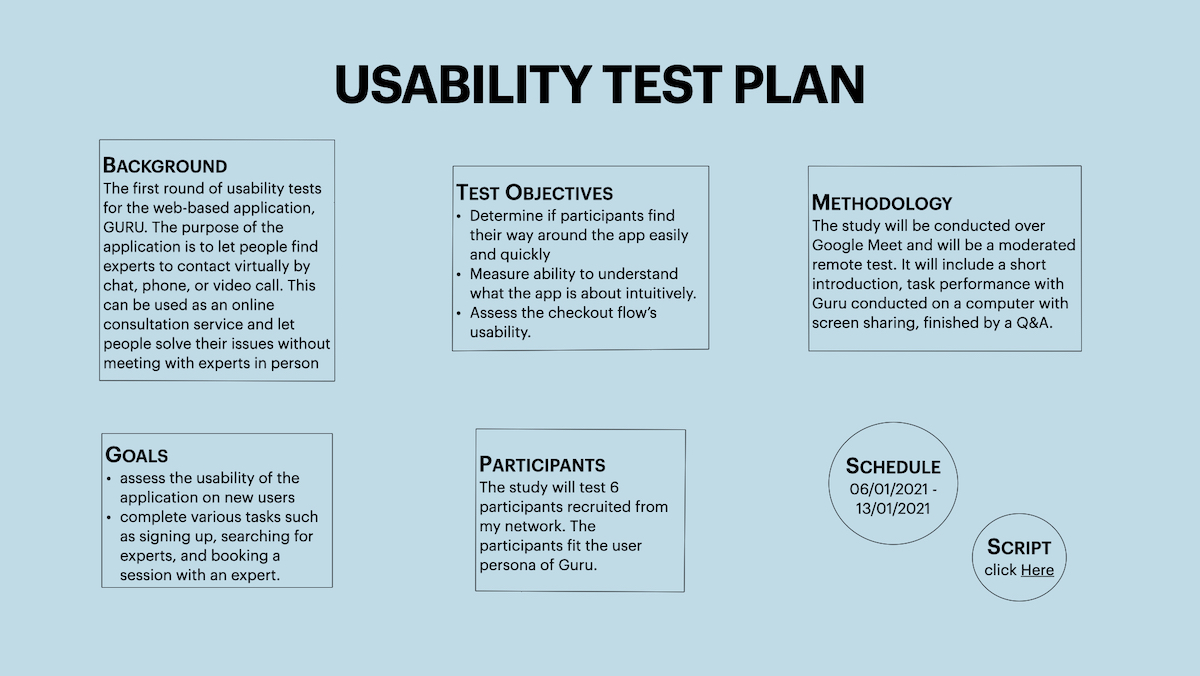 USABILITY TEST PLAN
BACKGROUND
The first round of usability tests
for the web-based application,
GURU. The purpose of the
application is to let people find
experts to contact virtually by
chat, phone, or video call. This
can be used as an online
consultation service and let
people solve their issues without
meeting with experts in person
TEST OBJECTIVES
• Determine if participants find
their way around the app easily
and quickly
• Measure ability to understand
what the app is about intuitively.
• Assess the checkout flow's
usability.
METHODOLOGY
The study will be conducted over
Google Meet and will be a moderated
remote test. It will include a short
introduction, task performance with
Guru conducted on a computer with
screen sharing, finished by a Q&A.
GOALS
• assess the usability of the
application on new users
• complete various tasks such
as signing up, searching for
experts, and booking a
session with an expert.
PARTICIPANTS
The study will test 6
participants recruited from
my network. The
participants fit the user
persona of Guru.
SCHEDULE
06/01/2021 -
13/01/2021
SCRIPT
click Here